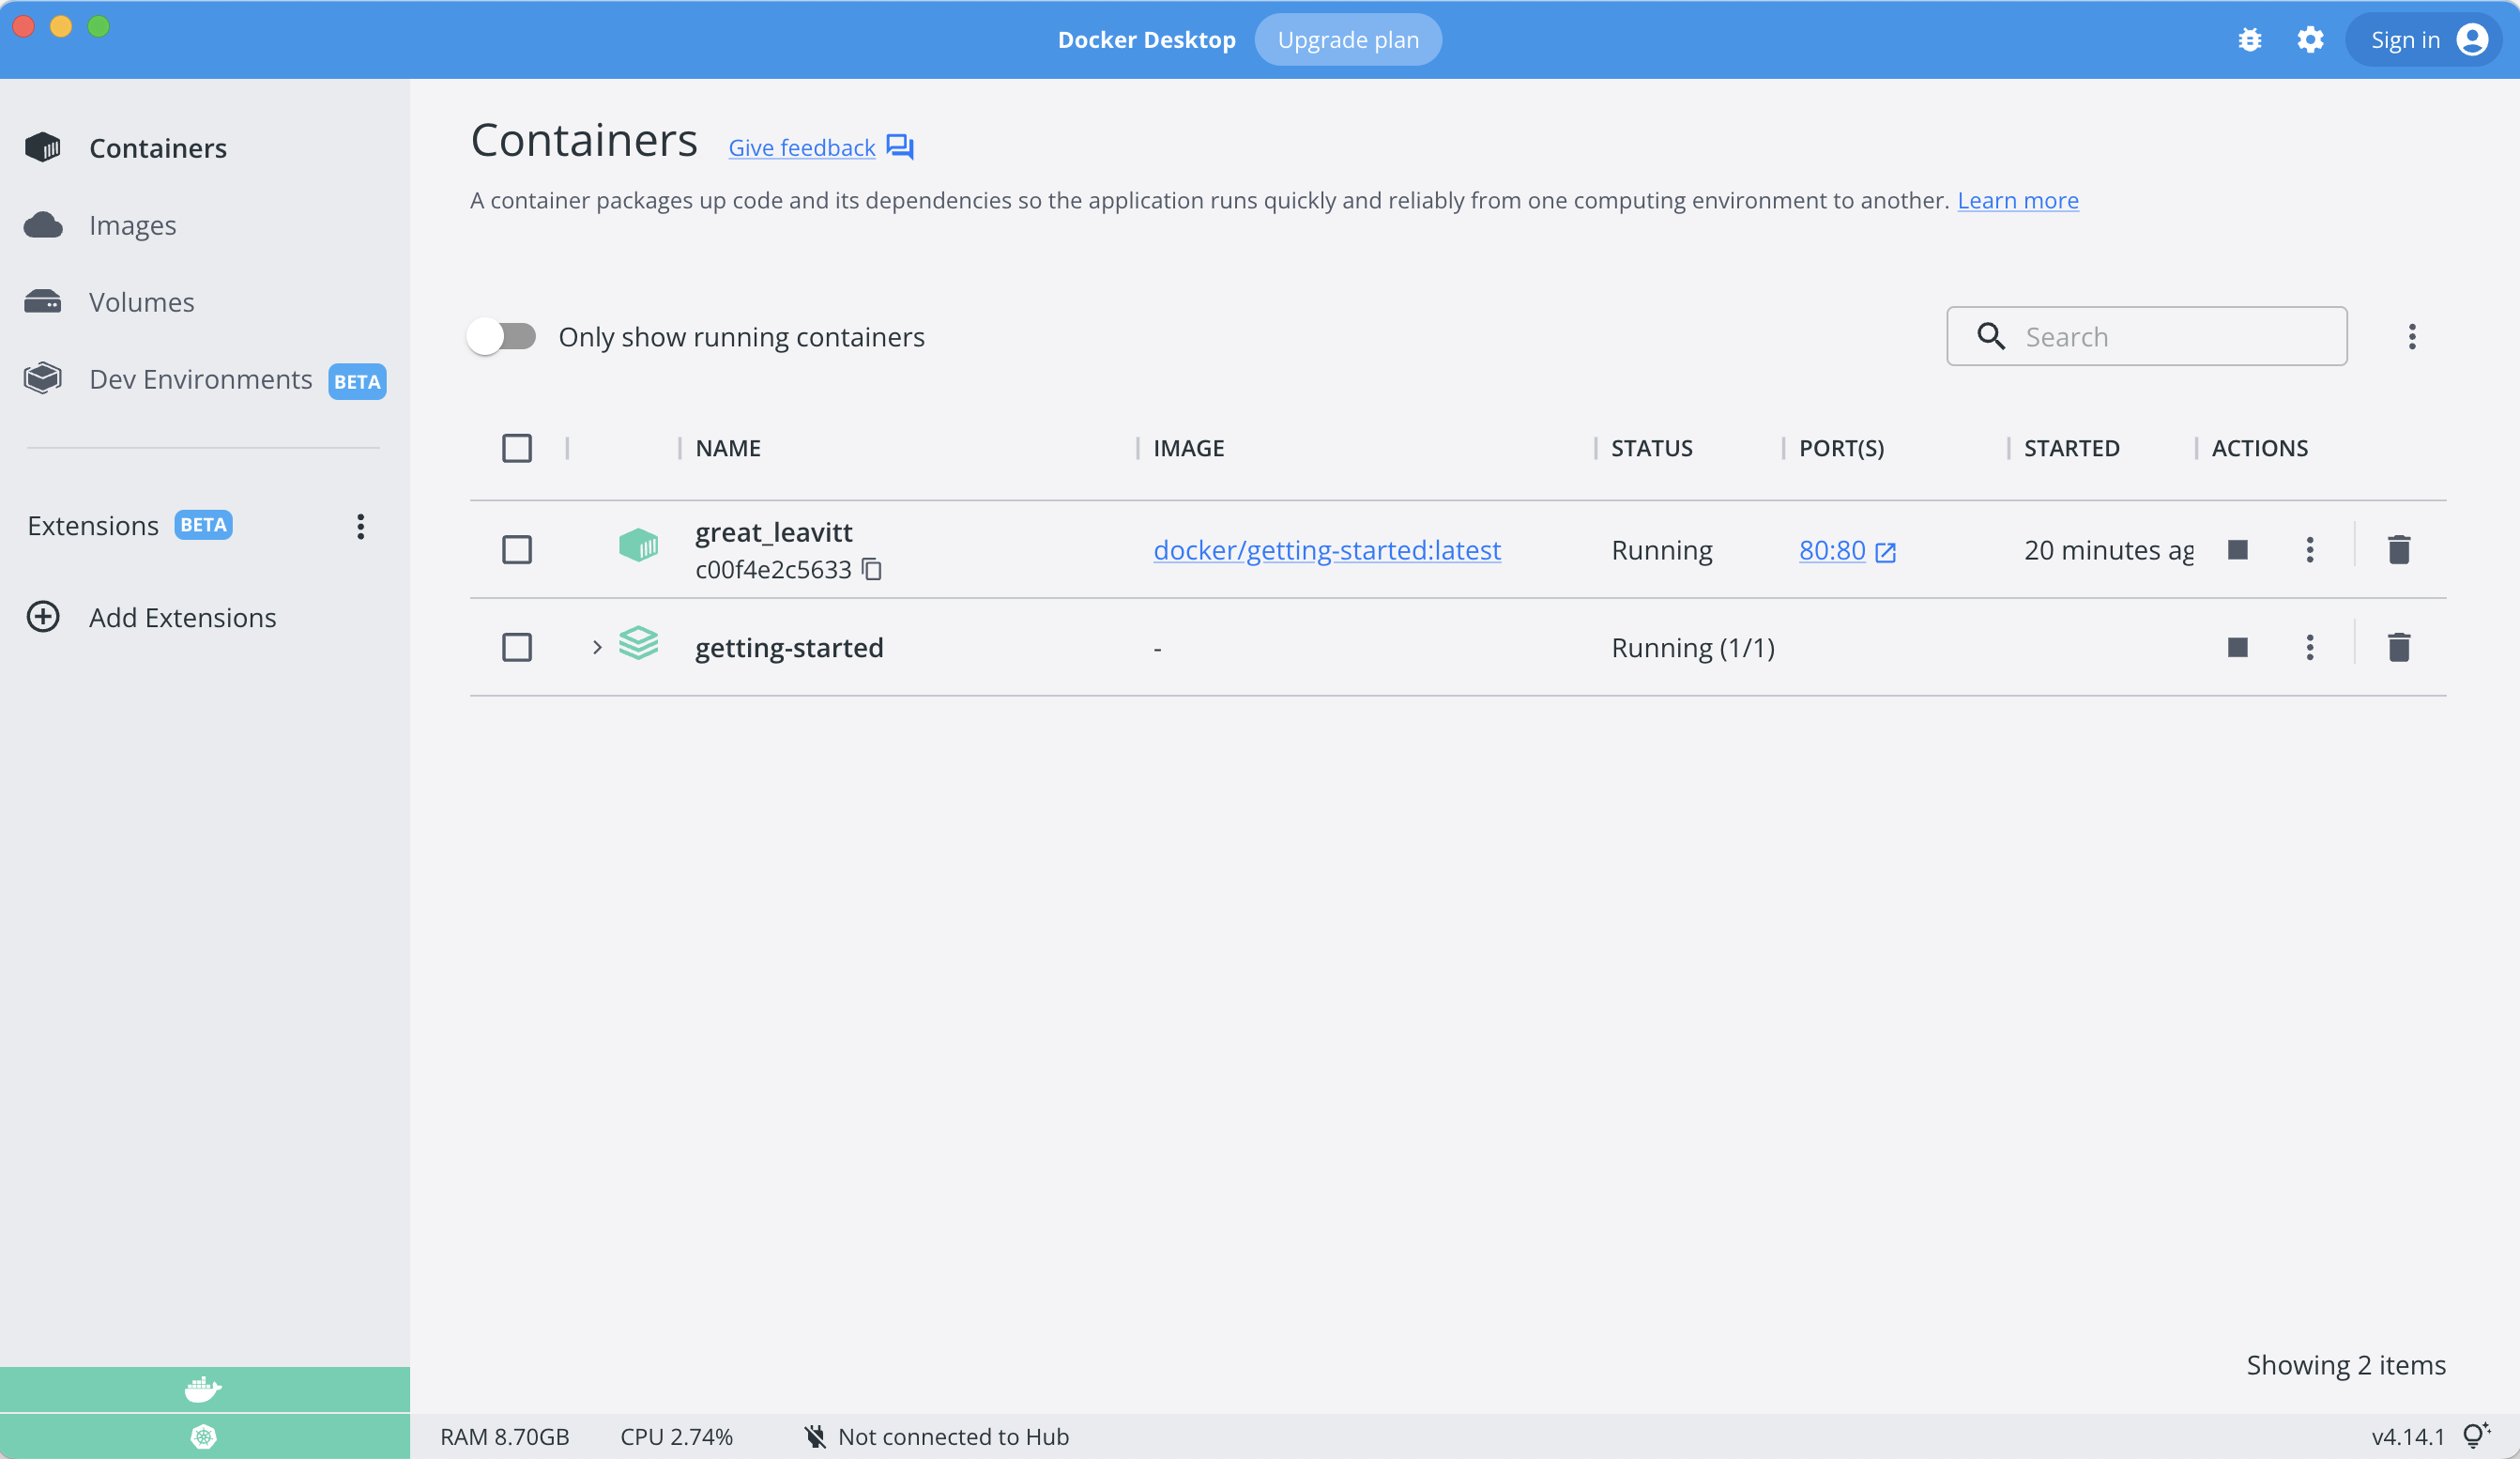 Docker Desktop Upgrade plan Sign in
Containers
Images
Volumes
Dev Environments BETA
Extensions BETA
Add Extensions
Containers Give feedback
A container packages up code and its dependencies so the application runs quickly and reliably from one computing environment to another. Learn more
Only show running containers Search
NAME IMAGE STATUS PORT(S) STARTED ACTIONS
great_leavitt
c00f4e2c5633 docker/getting-started:latest Running 80:80 20 minutes ag
getting-started - Running (1/1)
Showing 2 items
RAM 8.70GB CPU 2.74% Not connected to Hub v4.14.1